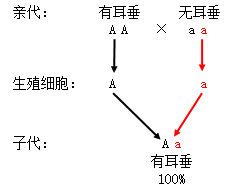 亲代： 有耳垂 无耳垂
A A × a a
生殖细胞： A a
子代： A a
有耳垂
100%